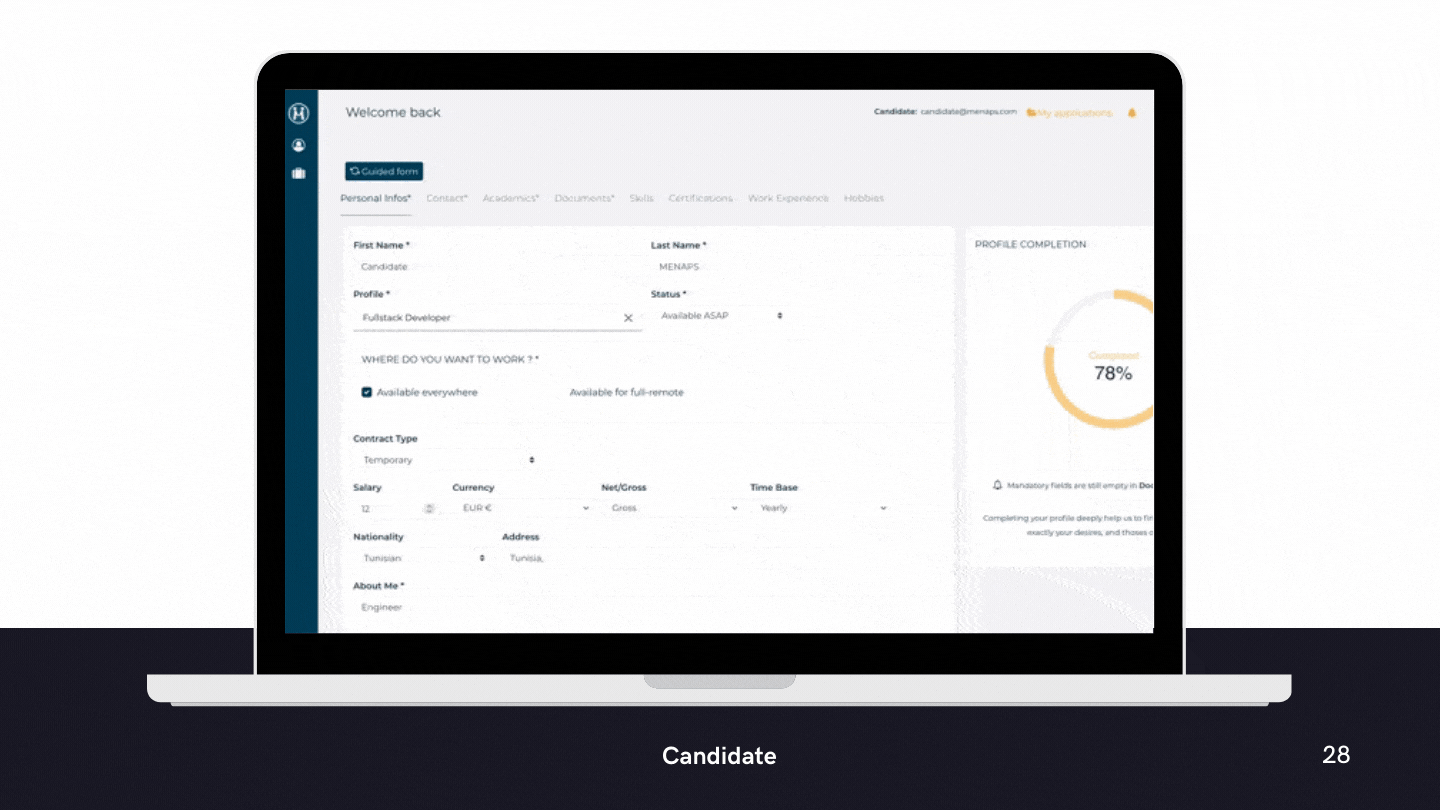 Welcome back
Candidate: candidate@menaps.com My applications
Guided form
Personal Infos* Contact* Academics* Documents* Skills Certifications Work Experience Hobbies
First Name * Last Name *
Candidate MENAPS
Profile * Status *
Fullstack Developer Available ASAP
WHERE DO YOU WANT TO WORK ? *
Available everywhere Available for full-remote
Contract Type
Temporary
Salary Currency Net/Gross Time Base
12 EUR € Gross Yearly
Nationality Address
Tunisian Tunisia,
About Me *
Engineer
PROFILE COMPLETION
Completed
78%
Mandatory fields are still empty in Doc
Completing your profile deeply help us to fin
exactly your desires, and thoses o
Candidate
28